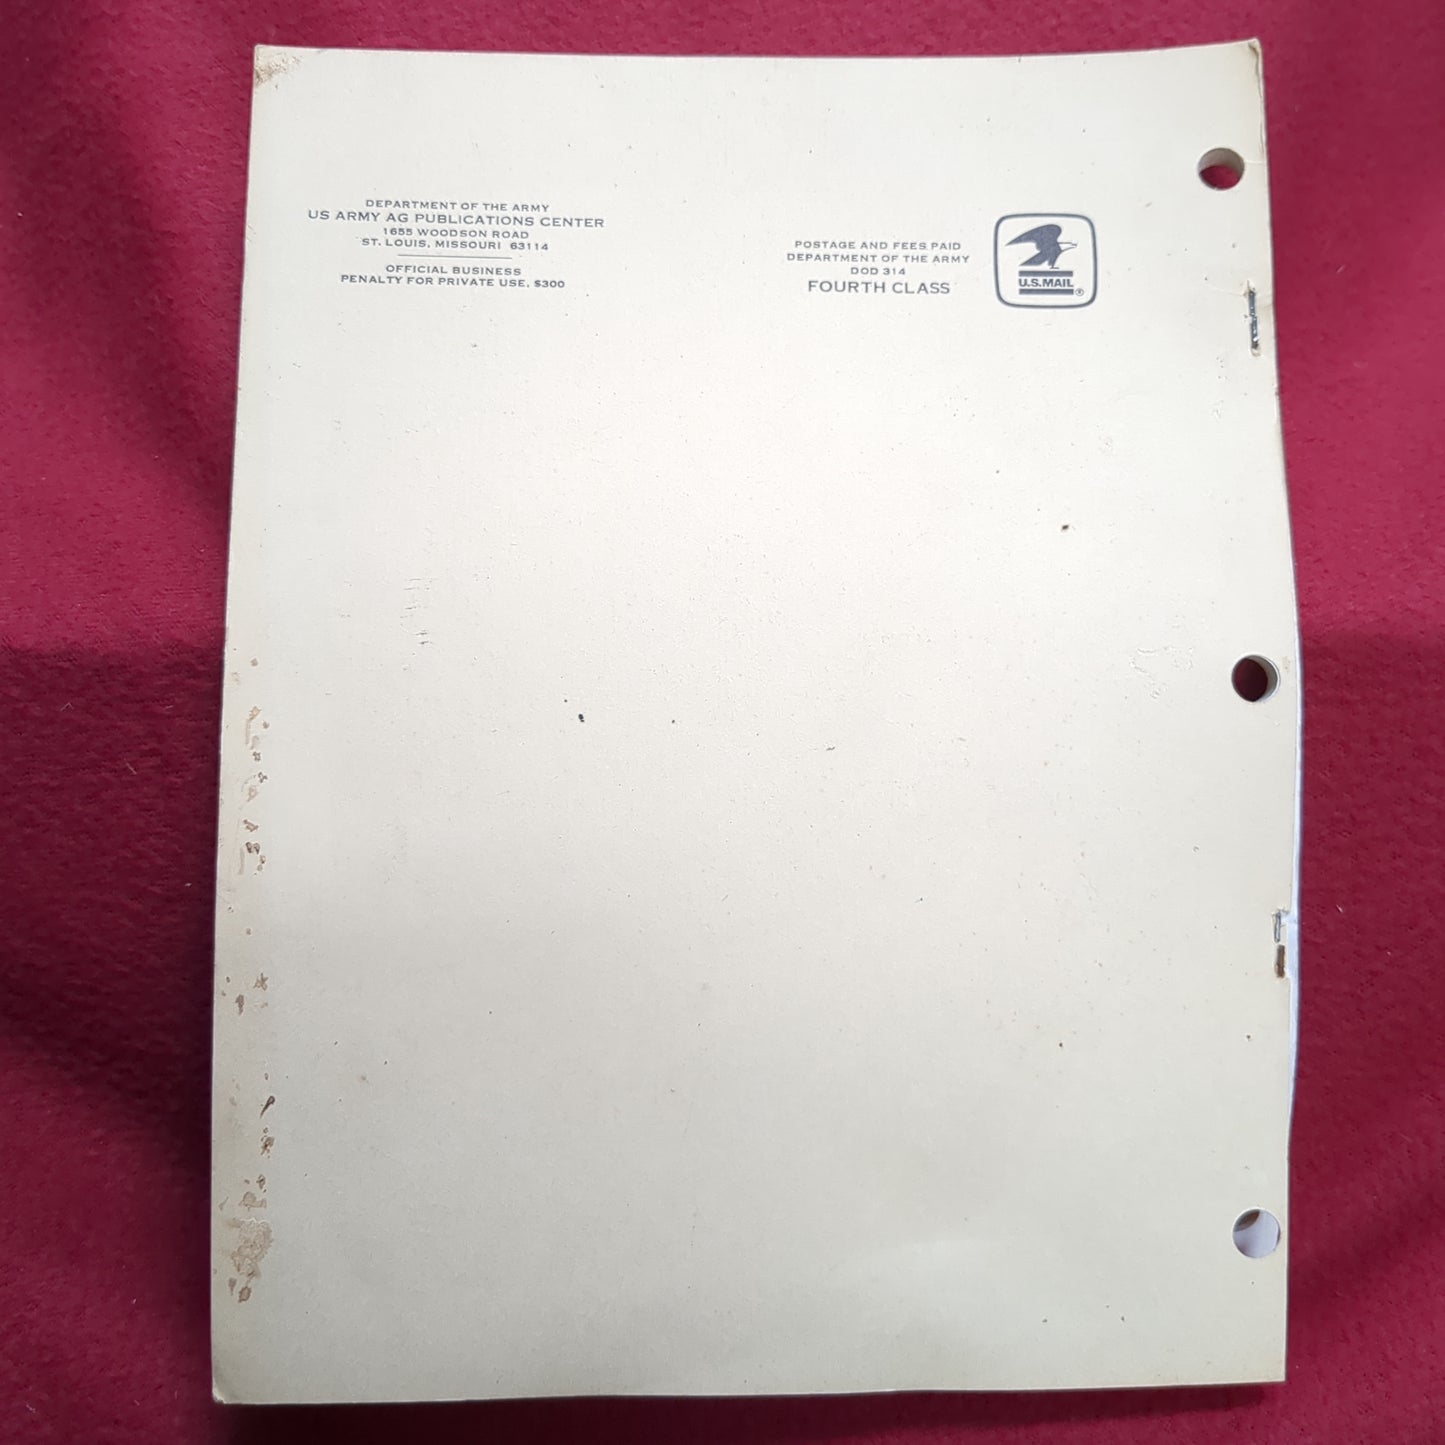 DEPARTMENT OF THE ARMY
US ARMY AG PUBLICATIONS CENTER
1655 WOODSON ROAD
ST. LOUIS, MISSOURI 63114
OFFICIAL BUSINESS
PENALTY FOR PRIVATE USE, $300
POSTAGE AND FEES PAID
DEPARTMENT OF THE ARMY
DOD 314
FOURTH CLASS
U.S.MAIL ®